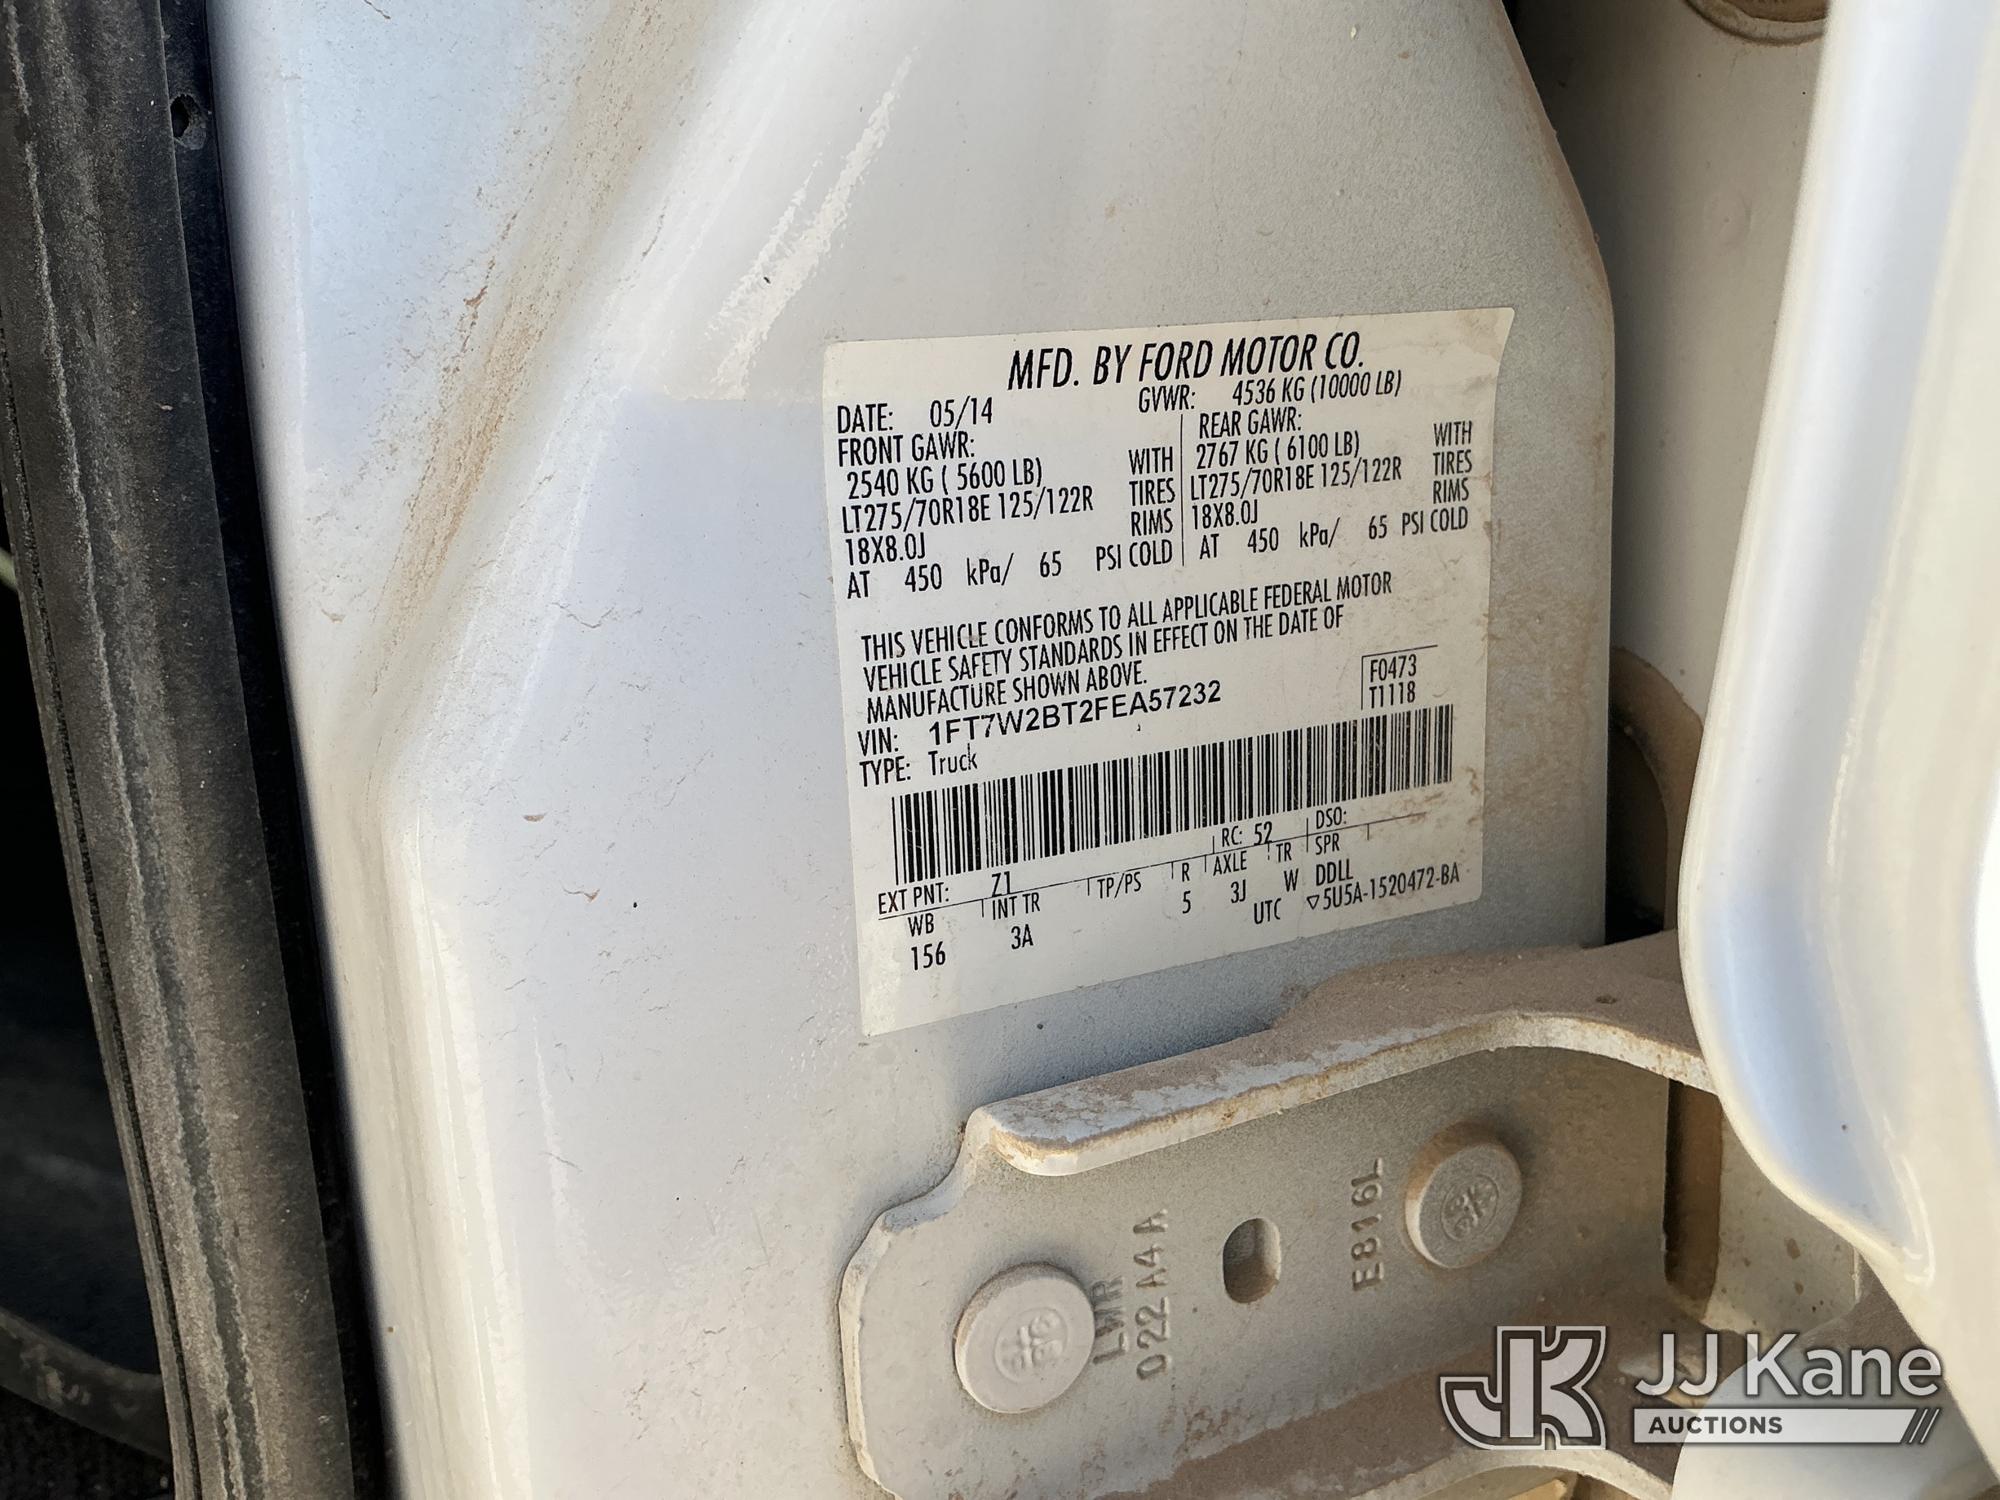 MFD. BY FORD MOTOR CO.
DATE: 05/14 GVWR: 4536 KG (10000 LB)
FRONT GAWR: REAR GAWR:
2540 KG ( 5600 LB) WITH 2767 KG ( 6100 LB) WITH
LT275/70R18E 125/122R TIRES LT275/70R18E 125/122R TIRES
18X8.0J RIMS 18X8.0J RIMS
AT 450 kPa/ 65 PSI COLD AT 450 kPa/ 65 PSI COLD
THIS VEHICLE CONFORMS TO ALL APPLICABLE FEDERAL MOTOR
VEHICLE SAFETY STANDARDS IN EFFECT ON THE DATE OF
MANUFACTURE SHOWN ABOVE.
F0473
T1118
VIN: 1FT7W2BT2FEA57232
TYPE: Truck
EXT PNT: Z1 RC: 52 DSO:
WB INT TR TP/PS R AXLE TR SPR
156 3A 5 3J W DDLL
UTC ▽5U5A-1520472-BA
LWR
022 A4A
E816L
JK JJ Kane
AUCTIONS